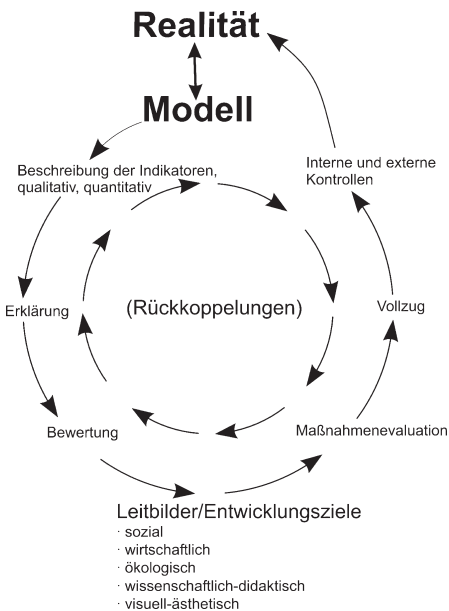 Realität
Modell
Beschreibung der Indikatoren,
qualitativ, quantitativ
Interne und externe
Kontrollen
Erklärung
(Rückkoppelungen)
Vollzug
Bewertung
Maßnahmenevaluation
Leitbilder/Entwicklungsziele
· sozial
· wirtschaftlich
· ökologisch
· wissenschaftlich-didaktisch
· visuell-ästhetisch